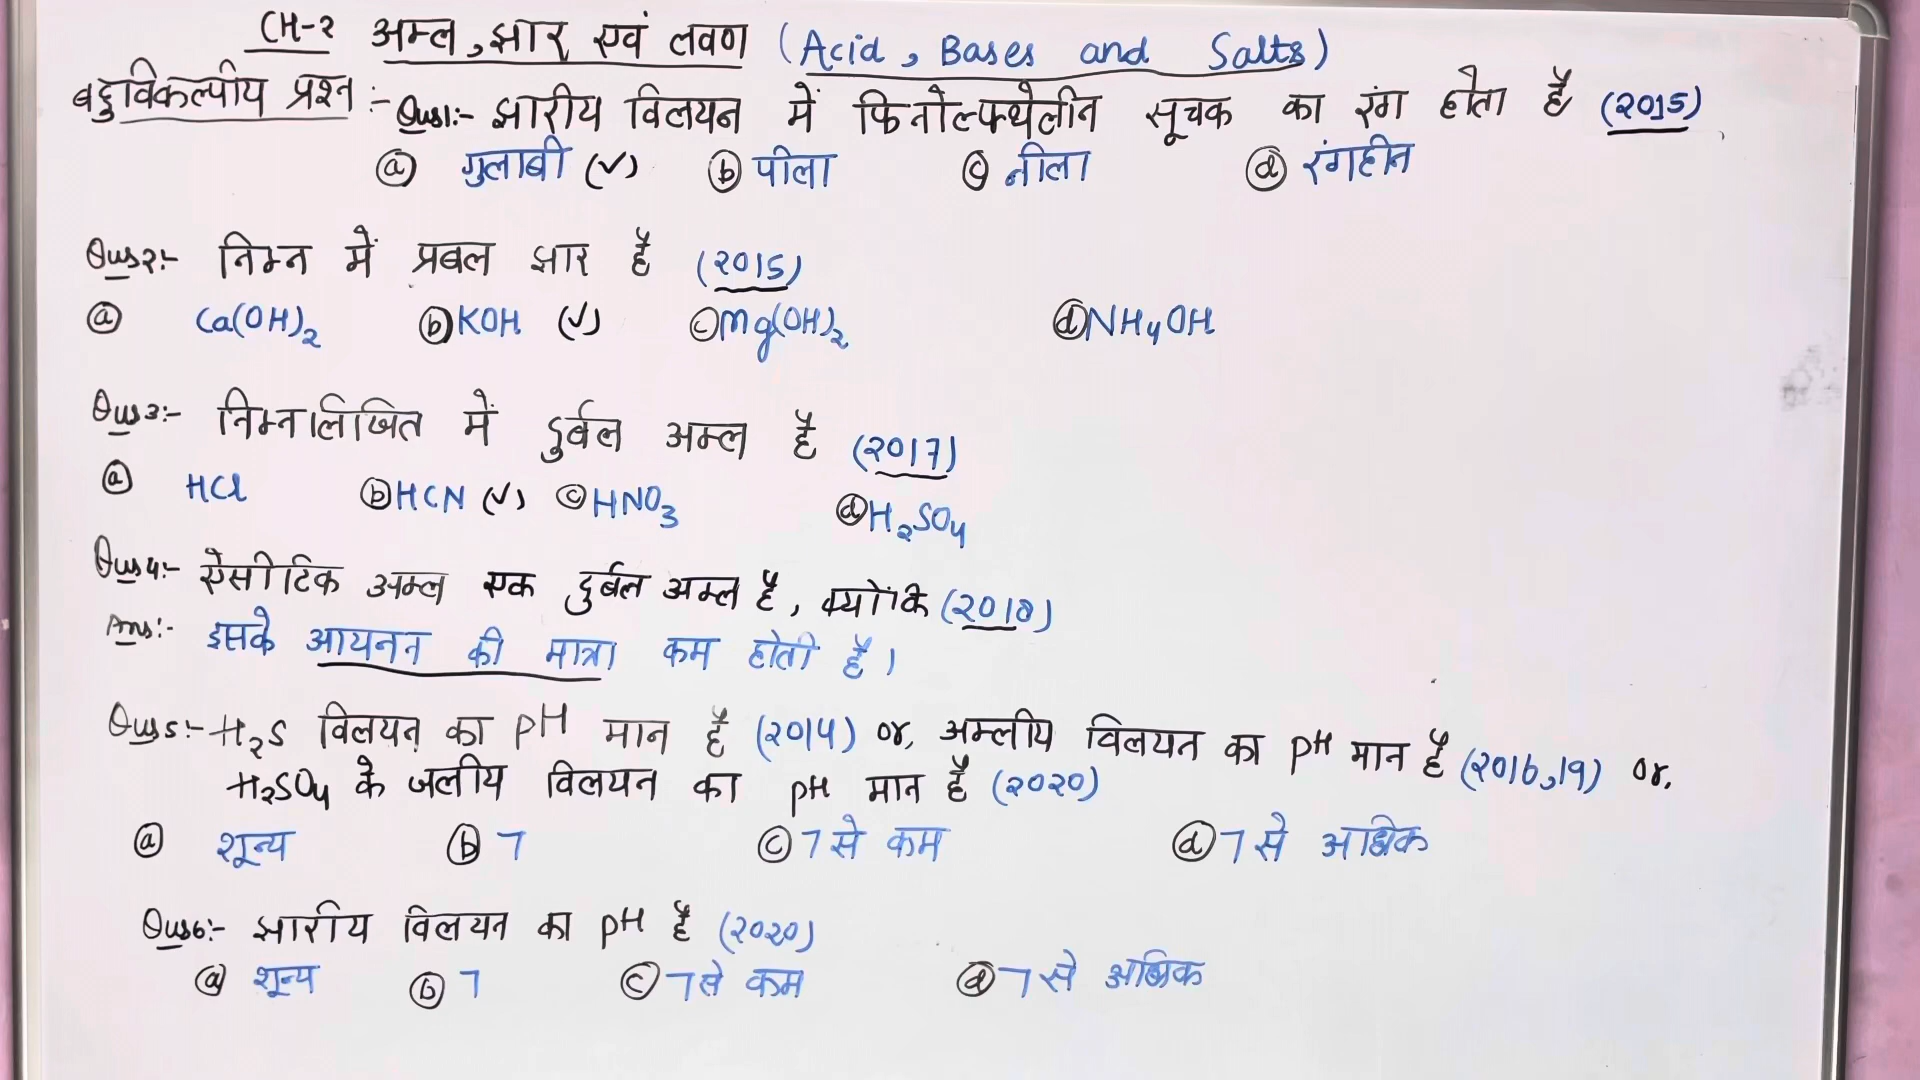 CH-2 अम्ल, क्षार एवं लवण (Acid, Bases and Salts)
बहुविकल्पीय प्रश्न :- Qus1:- क्षारीय विलयन में फिनोल्फ्थेलीन सूचक का रंग होता है (2015)
(a) गुलाबी (✓) (b) पीला (c) नीला (d) रंगहीन
Qus2:- निम्न में प्रबल क्षार है (2015)
(a) Ca(OH)₂ (b) KOH (✓) (c) Mg(OH)₂ (d) NH₄OH
Qus3:- निम्नलिखित में दुर्बल अम्ल है (2017)
(a) HCl (b) HCN (✓) (c) HNO₃ (d) H₂SO₄
Qus4:- ऐसीटिक अम्ल एक दुर्बल अम्ल है, क्योंकि (2018)
Ans:- इसके आयनन की मात्रा कम होती है।
Qus5:- H₂S विलयन का pH मान है (2014) or, अम्लीय विलयन का pH मान है (2016,19) or,
H₂SO₄ के जलीय विलयन का pH मान है (2020)
(a) शून्य (b) 7 (c) 7 से कम (d) 7 से अधिक
Qus6:- क्षारीय विलयन का pH है (2020)
(a) शून्य (b) 7 (c) 7 से कम (d) 7 से अधिक